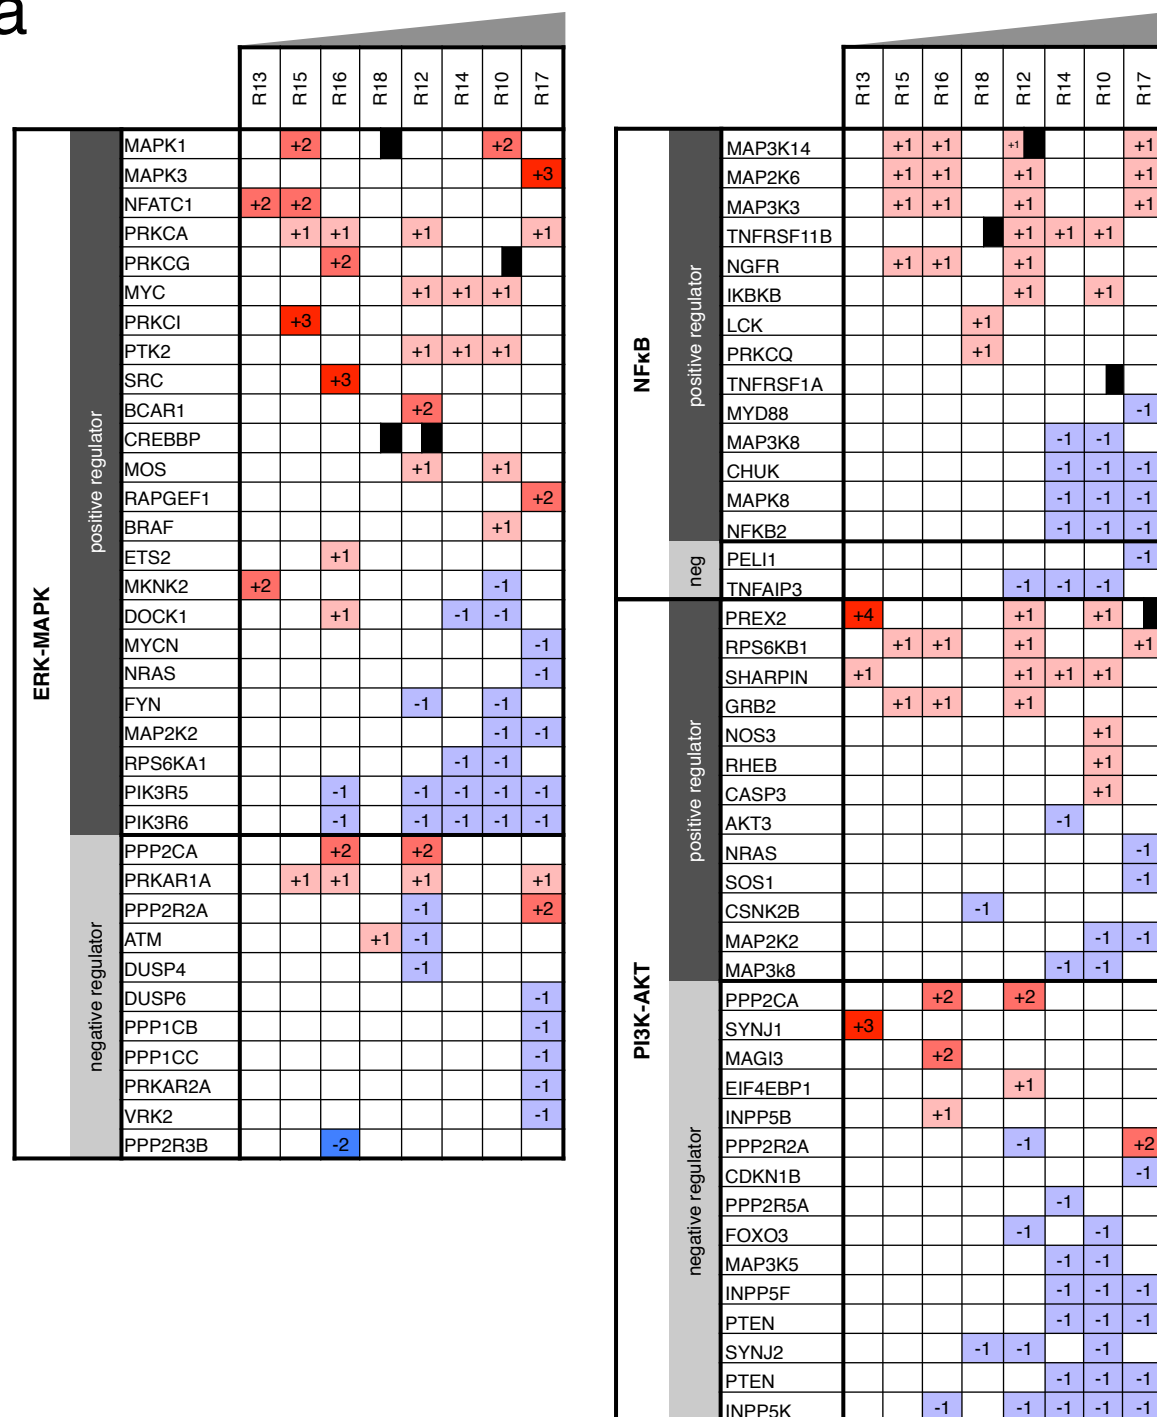 a
R13 R15 R16 R18 R12 R14 R10 R17
ERK-MAPK
positive regulator
MAPK1 +2 +2
MAPK3 +3
NFATC1 +2 +2
PRKCA +1 +1 +1 +1
PRKCG +2
MYC +1 +1 +1
PRKCI +3
PTK2 +1 +1 +1
SRC +3
BCAR1 +2
CREBBP
MOS +1 +1
RAPGEF1 +2
BRAF +1
ETS2 +1
MKNK2 +2 -1
DOCK1 +1 -1 -1
MYCN -1
NRAS -1
FYN -1 -1
MAP2K2 -1 -1
RPS6KA1 -1 -1
PIK3R5 -1 -1 -1 -1 -1
PIK3R6 -1 -1 -1 -1 -1
negative regulator
PPP2CA +2 +2
PRKAR1A +1 +1 +1 +1
PPP2R2A -1 +2
ATM +1 -1
DUSP4 -1
DUSP6 -1
PPP1CB -1
PPP1CC -1
PRKAR2A -1
VRK2 -1
PPP2R3B -2
R13 R15 R16 R18 R12 R14 R10 R17
NFκB
positive regulator
MAP3K14 +1 +1 +1 +1
MAP2K6 +1 +1 +1 +1
MAP3K3 +1 +1 +1 +1
TNFRSF11B +1 +1 +1
NGFR +1 +1 +1
IKBKB +1 +1
LCK +1
PRKCQ +1
TNFRSF1A
MYD88 -1
MAP3K8 -1 -1
CHUK -1 -1 -1
MAPK8 -1 -1 -1
NFKB2 -1 -1 -1
neg
PELI1 -1
TNFAIP3 -1 -1 -1
PI3K-AKT
positive regulator
PREX2 +4 +1 +1
RPS6KB1 +1 +1 +1 +1
SHARPIN +1 +1 +1 +1
GRB2 +1 +1 +1
NOS3 +1
RHEB +1
CASP3 +1
AKT3 -1
NRAS -1
SOS1 -1
CSNK2B -1
MAP2K2 -1 -1
MAP3k8 -1 -1
negative regulator
PPP2CA +2 +2
SYNJ1 +3
MAGI3 +2
EIF4EBP1 +1
INPP5B +1
PPP2R2A -1 +2
CDKN1B -1
PPP2R5A -1
FOXO3 -1 -1
MAP3K5 -1 -1
INPP5F -1 -1 -1
PTEN -1 -1 -1
SYNJ2 -1 -1 -1
PTEN -1 -1 -1
INPP5K -1 -1 -1 -1 -1